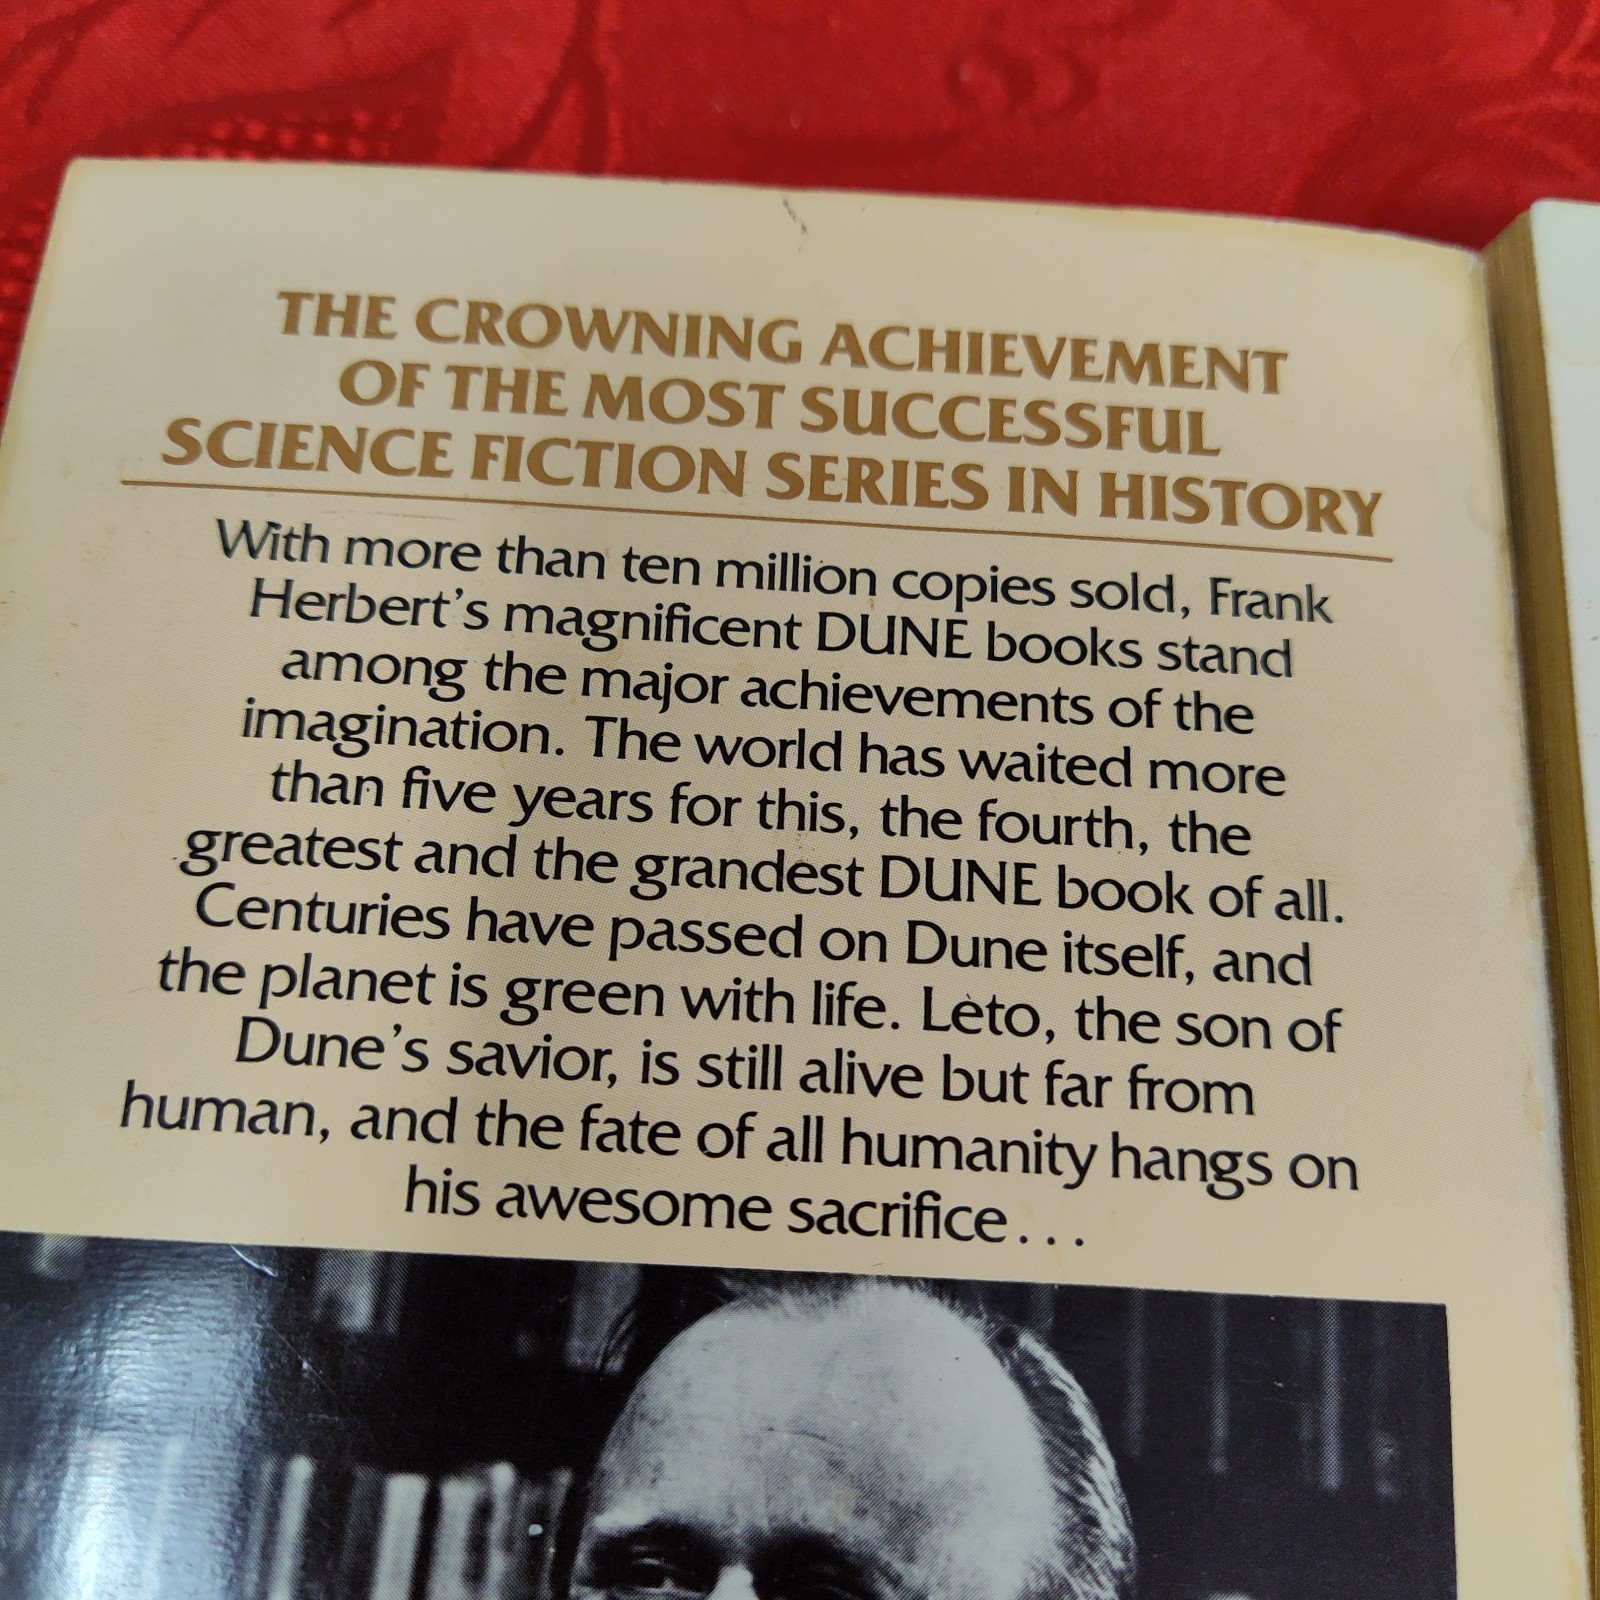 THE CROWNING ACHIEVEMENT
OF THE MOST SUCCESSFUL
SCIENCE FICTION SERIES IN HISTORY
With more than ten million copies sold, Frank
Herbert's magnificent DUNE books stand
among the major achievements of the
imagination. The world has waited more
than five years for this, the fourth, the
greatest and the grandest DUNE book of all.
Centuries have passed on Dune itself, and
the planet is green with life. Leto, the son of
Dune's savior, is still alive but far from
human, and the fate of all humanity hangs on
his awesome sacrifice...